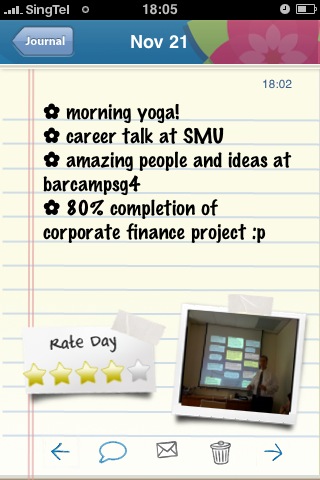 SingTel
18:05
Journal
Nov 21
18:02
✿ morning yoga!
✿ career talk at SMU
✿ amazing people and ideas at
barcampsg4
✿ 80% completion of
corporate finance project :p
Rate Day